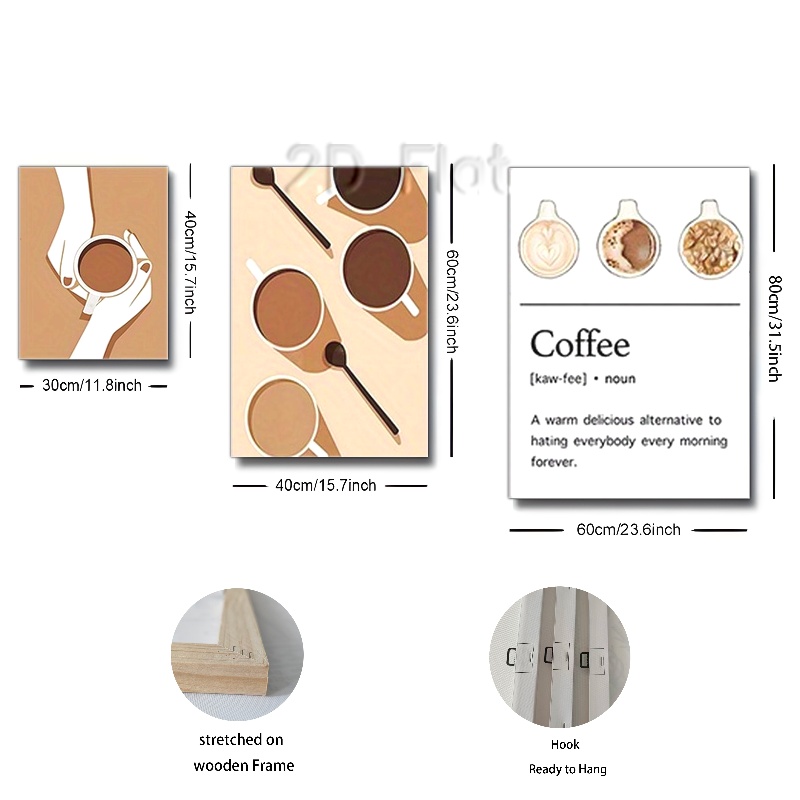 2D Flat
40cm/15.7inch
30cm/11.8inch
60cm/23.6inch
40cm/15.7inch
Coffee
[kaw-fee] • noun
A warm delicious alternative to
hating everybody every morning
forever.
80cm/31.5inch
60cm/23.6inch
stretched on
wooden Frame
Hook
Ready to Hang